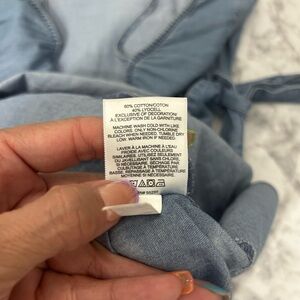 60% COTTON/COTON
40% LYOCELL
EXCLUSIVE OF DECORATION/
A L'EXCEPTION DE LA GARNITURE
MACHINE WASH COLD WITH LIKE
COLORS. ONLY NON-CHLORINE
BLEACH WHEN NEEDED. TUMBLE DRY
LOW. WARM IRON IF NEEDED.
LAVER À LA MACHINE À L'EAU
FROIDE AVEC COULEURS
SIMILAIRES. UTILISEZ SEULEMENT
DU JAVELLISANT SANS CHLORE,
SI NÉCESSAIRE.
SÉCHAGE PAR
CULBUTAGE À TEMPÉRATURE
BASSE. REPASSAGE À TEMPÉRATURE
MOYENNE SI NÉCESSAIRE.